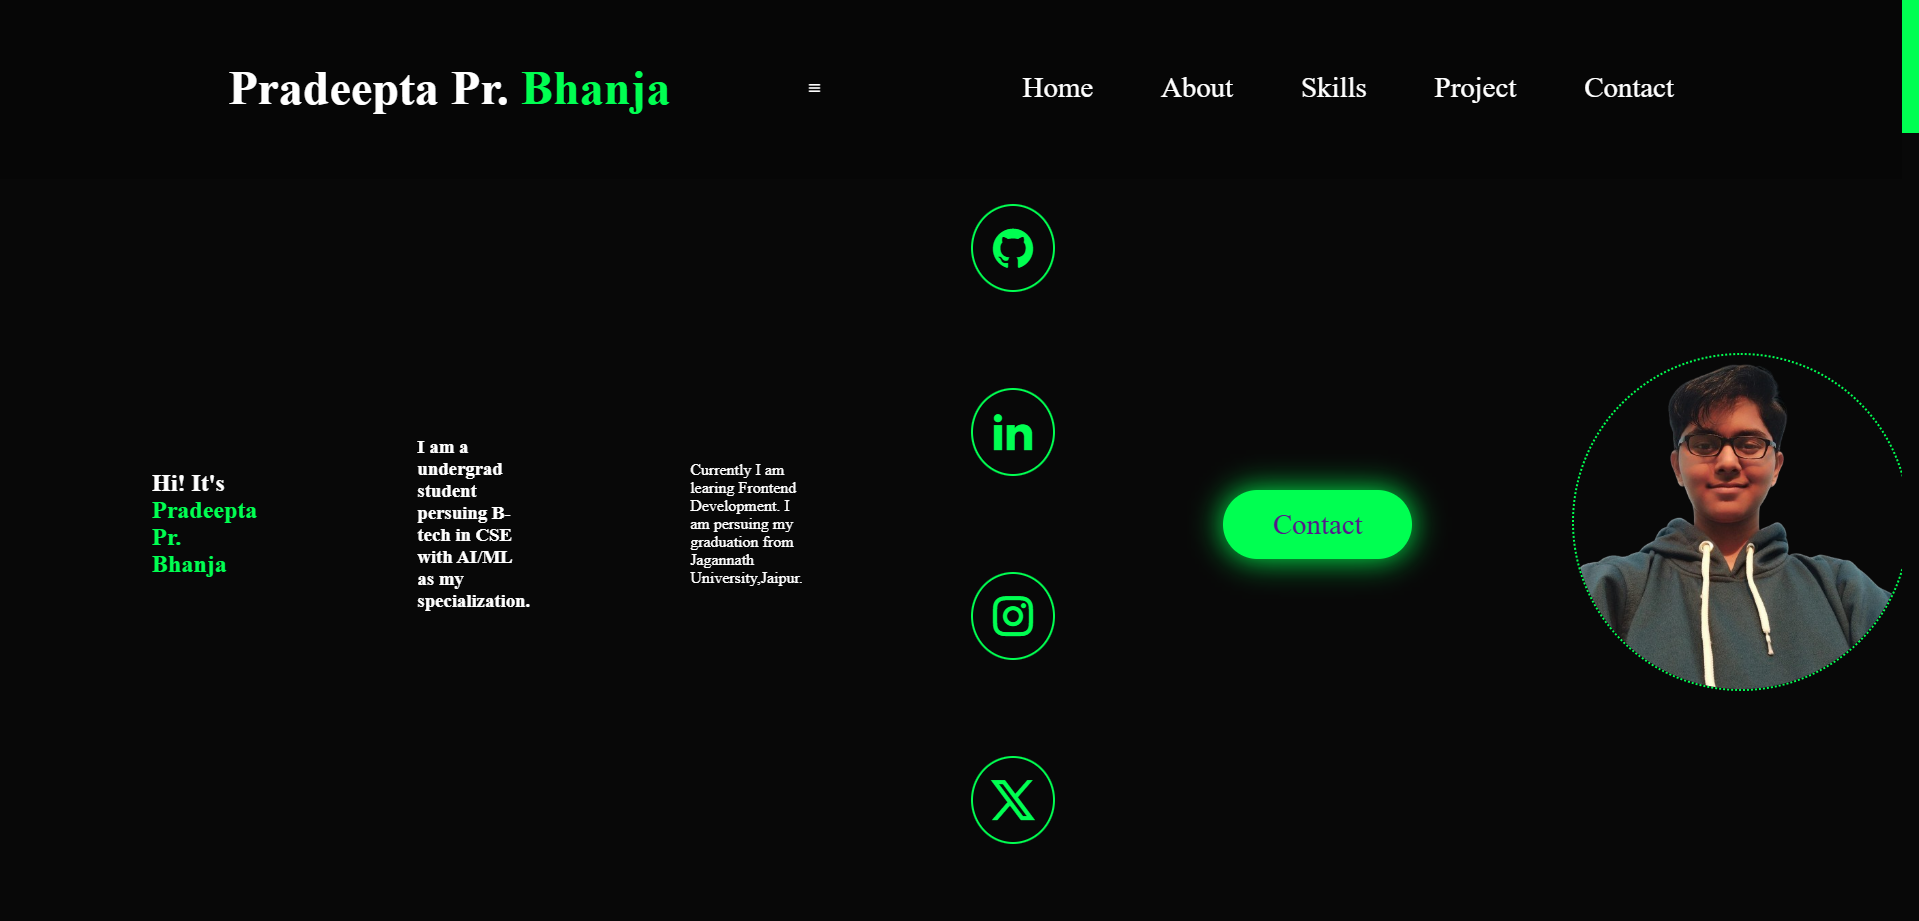 Pradeepta Pr. Bhanja
Home About Skills Project Contact
Hi! It's
Pradeepta
Pr.
Bhanja
I am a
undergrad
student
persuing B-
tech in CSE
with AI/ML
as my
specialization.
Currently I am
learing Frontend
Development. I
am persuing my
graduation from
Jagannath
University,Jaipur.
in
X
Contact